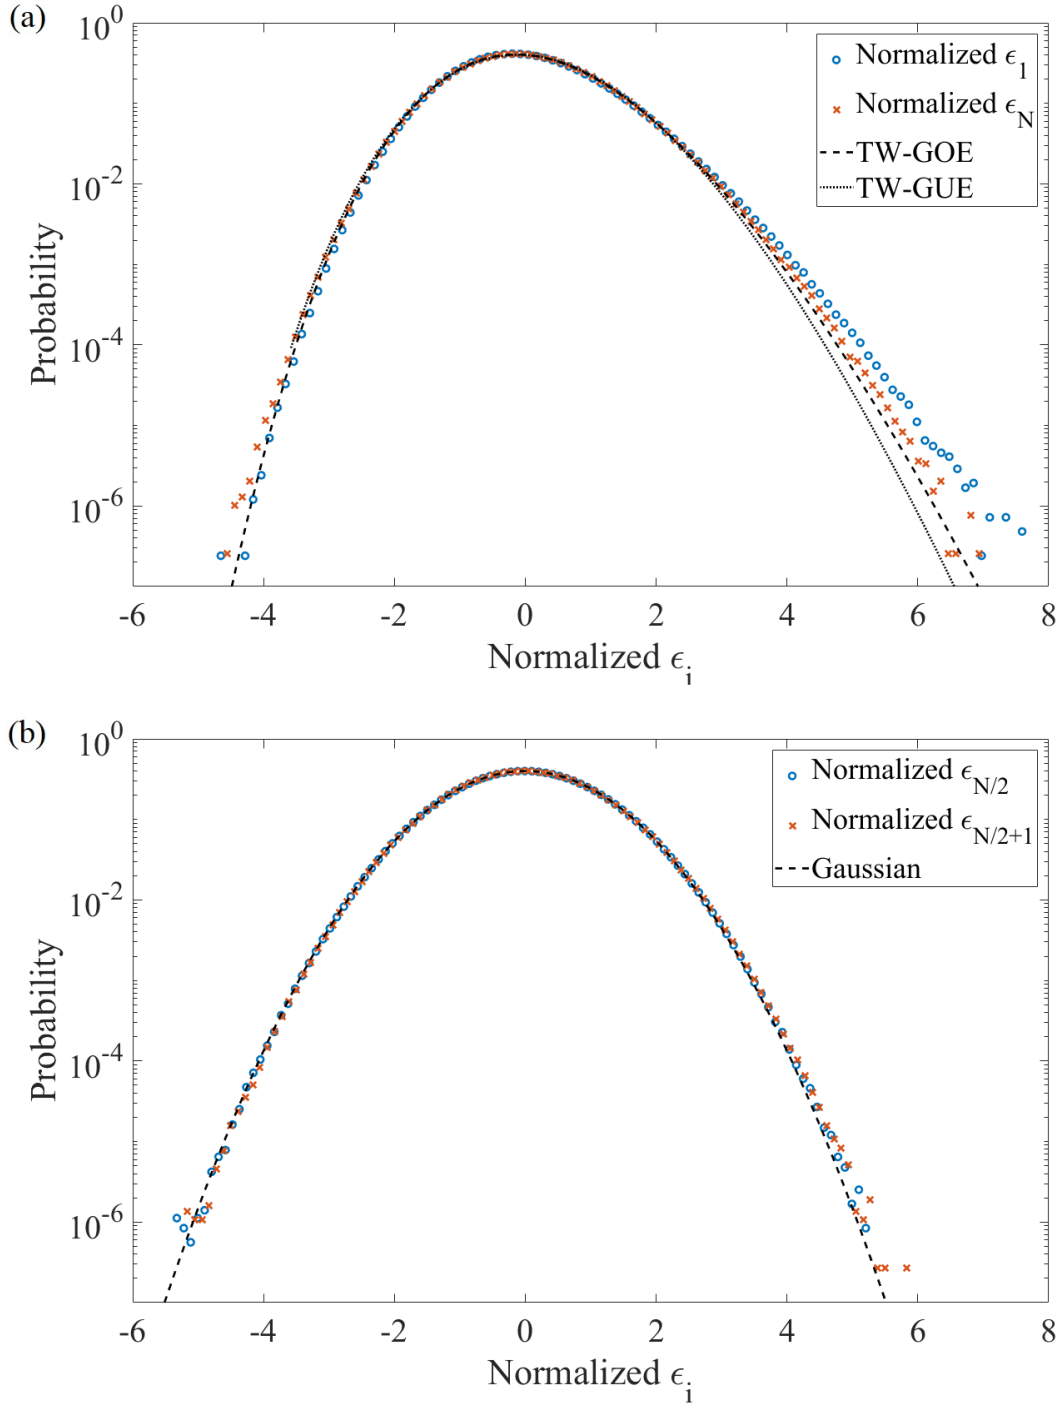 (a)
10^0
10^-2
10^-4
10^-6
Probability
Normalized ϵ_1
Normalized ϵ_N
TW-GOE
TW-GUE
-6 -4 -2 0 2 4 6 8
Normalized ϵ_i
(b)
10^0
10^-2
10^-4
10^-6
Probability
Normalized ϵ_N/2
Normalized ϵ_N/2+1
Gaussian
-6 -4 -2 0 2 4 6 8
Normalized ϵ_i